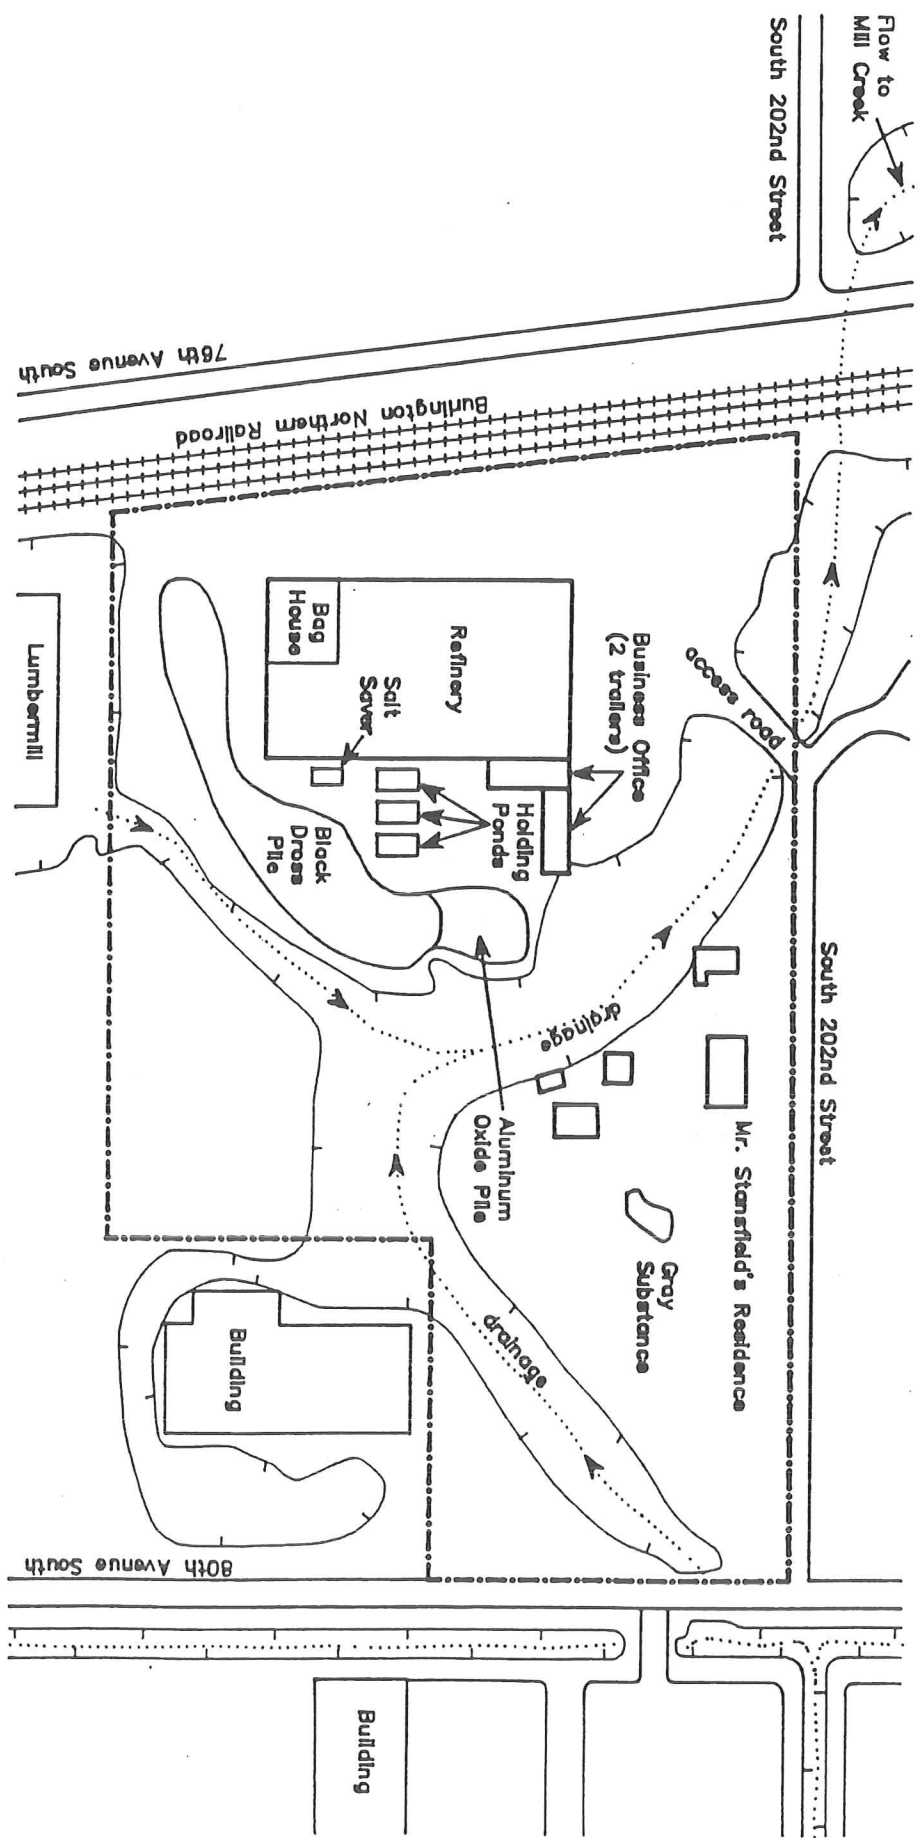 Flow to
Mill Creek
South 202nd Street
76th Avenue South
Burlington Northern Railroad
access road
Business Office
(2 trailers)
Refinery
Bag
House
Salt
Saver
Holding
Ponds
Black
Dross
Pile
Lumbermill
South 202nd Street
drainage
Mr. Stansfield's Residence
Aluminum
Oxide Pile
Gray
Substance
drainage
Building
80th Avenue South
Building